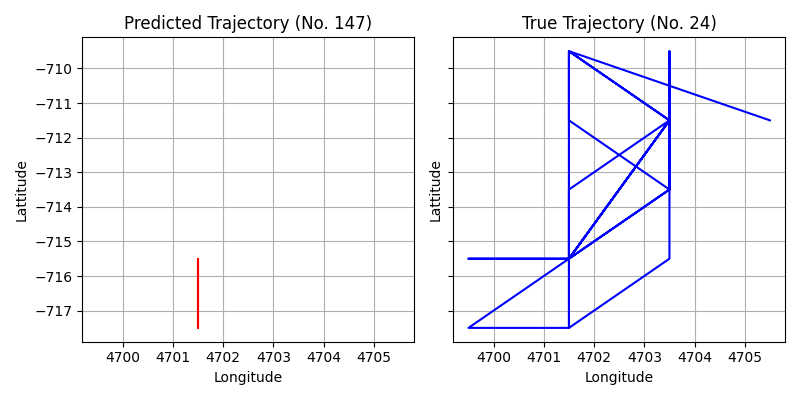 Predicted Trajectory (No. 147)
True Trajectory (No. 24)
Lattitude
−710
−711
−712
−713
−714
−715
−716
−717
4700 4701 4702 4703 4704 4705
Longitude
Lattitude
4700 4701 4702 4703 4704 4705
Longitude